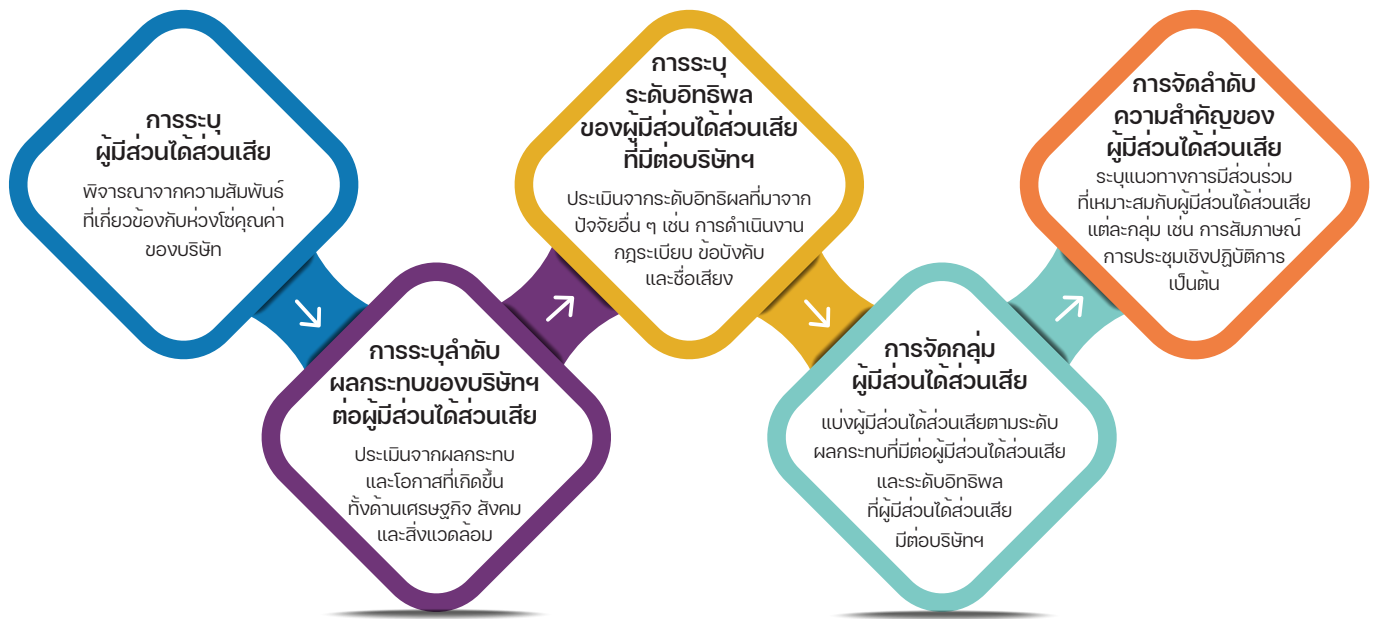 การระบุ
ผู้มีส่วนได้ส่วนเสีย
พิจารณาจากความสัมพันธ์
ที่เกี่ยวข้องกับห่วงโซ่คุณค่า
ของบริษัท
การระบุลำดับ
ผลกระทบของบริษัทฯ
ต่อผู้มีส่วนได้ส่วนเสีย
ประเมินจากผลกระทบ
และโอกาสที่เกิดขึ้น
ทั้งด้านเศรษฐกิจ สังคม
และสิ่งแวดล้อม
การระบุ
ระดับอิทธิพล
ของผู้มีส่วนได้ส่วนเสีย
ที่มีต่อบริษัทฯ
ประเมินจากระดับอิทธิผลที่มาจาก
ปัจจัยอื่น ๆ เช่น การดำเนินงาน
กฎระเบียบ ข้อบังคับ
และชื่อเสียง
การจัดกลุ่ม
ผู้มีส่วนได้ส่วนเสีย
แบ่งผู้มีส่วนได้ส่วนเสียตามระดับ
ผลกระทบที่มีต่อผู้มีส่วนได้ส่วนเสีย
และระดับอิทธิพล
ที่ผู้มีส่วนได้ส่วนเสีย
มีต่อบริษัทฯ
การจัดลำดับ
ความสำคัญของ
ผู้มีส่วนได้ส่วนเสีย
ระบุแนวทางการมีส่วนร่วม
ที่เหมาะสมกับผู้มีส่วนได้ส่วนเสีย
แต่ละกลุ่ม เช่น การสัมภาษณ์
การประชุมเชิงปฏิบัติการ
เป็นต้น